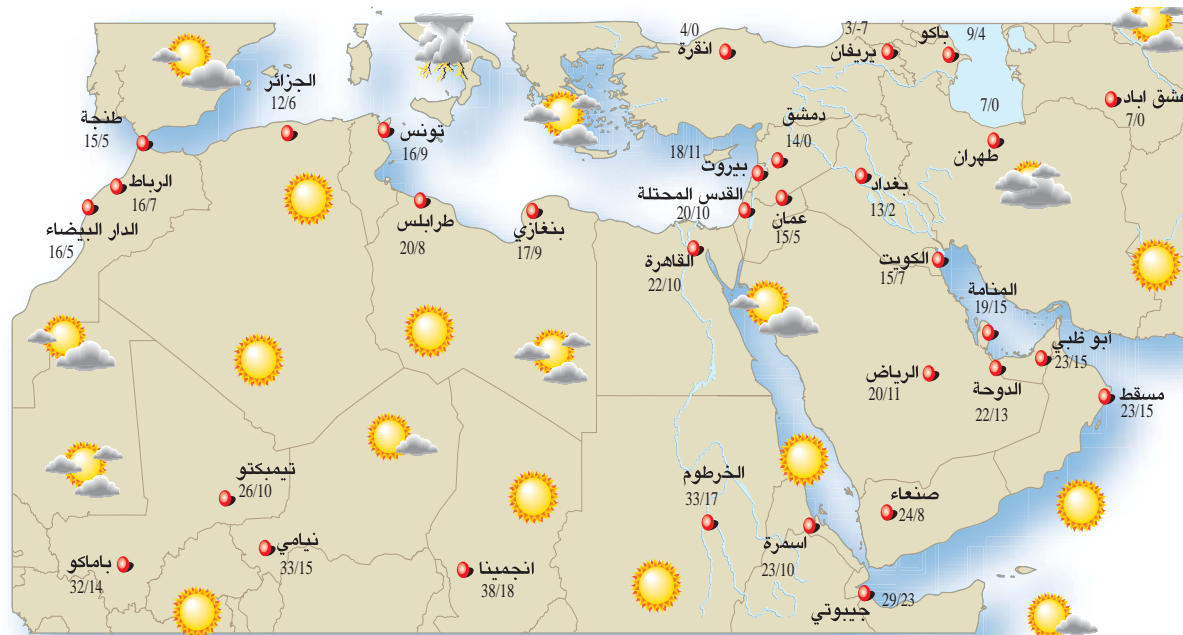 4/0
انقرة
3/-7
يريفان
باكو
9/4
عشق اباد
7/0
7/0
طهران
الجزائر
12/6
طنجة
15/5
تونس
16/9
دمشق
14/0
18/11
بيروت
بغداد
13/2
القدس المحتلة
20/10
عمان
15/5
الرباط
16/7
الدار البيضاء
16/5
طرابلس
20/8
بنغازي
17/9
القاهرة
22/10
الكويت
15/7
المنامة
19/15
أبو ظبي
23/15
الرياض
20/11
الدوحة
22/13
مسقط
23/15
تيمبكتو
26/10
الخرطوم
33/17
صنعاء
24/8
نيامي
33/15
باماكو
32/14
انجمينا
38/18
اسمرة
23/10
29/23
جيبوتي